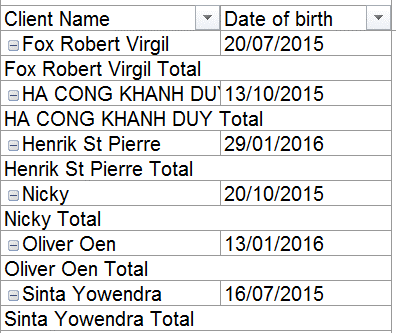 Client Name Date of birth
Fox Robert Virgil 20/07/2015
Fox Robert Virgil Total
HA CONG KHANH DUY 13/10/2015
HA CONG KHANH DUY Total
Henrik St Pierre 29/01/2016
Henrik St Pierre Total
Nicky 20/10/2015
Nicky Total
Oliver Oen 13/01/2016
Oliver Oen Total
Sinta Yowendra 16/07/2015
Sinta Yowendra Total